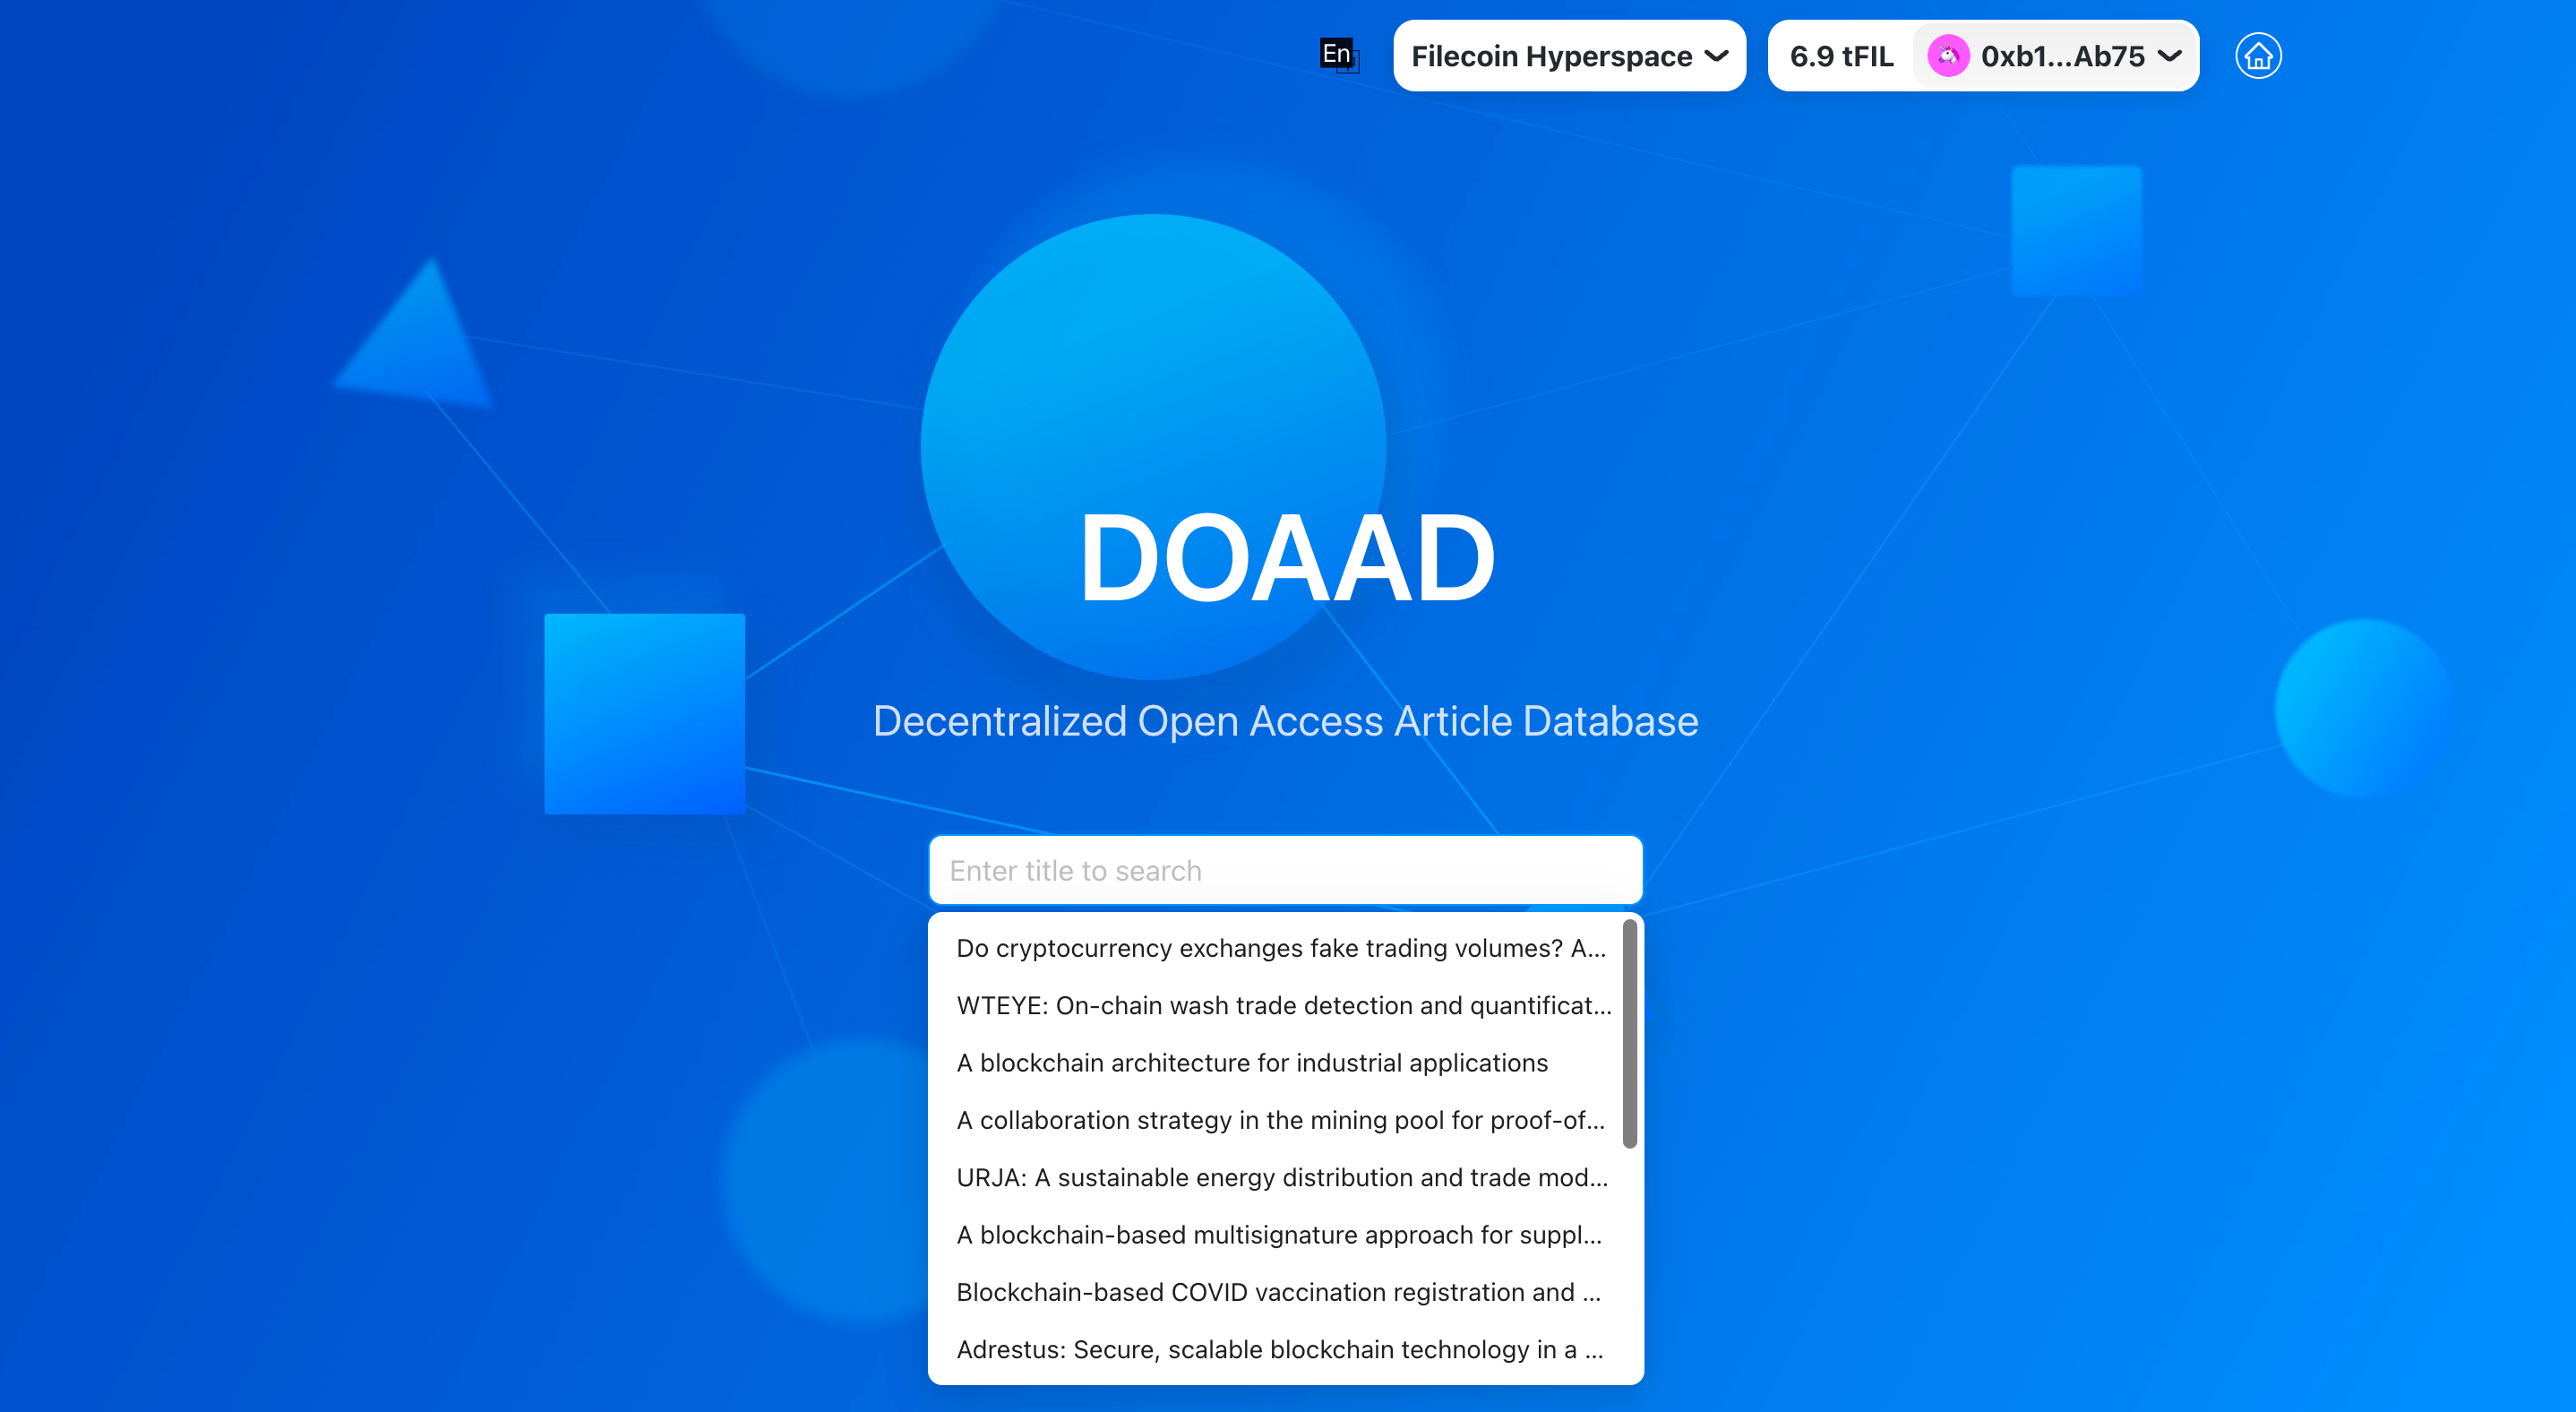 En
Filecoin Hyperspace
6.9 tFIL
0xb1...Ab75
DOAAD
Decentralized Open Access Article Database
Enter title to search
Do cryptocurrency exchanges fake trading volumes? A...
WTEYE: On-chain wash trade detection and quantificat...
A blockchain architecture for industrial applications
A collaboration strategy in the mining pool for proof-of...
URJA: A sustainable energy distribution and trade mod...
A blockchain-based multisignature approach for suppl...
Blockchain-based COVID vaccination registration and ...
Adrestus: Secure, scalable blockchain technology in a ...